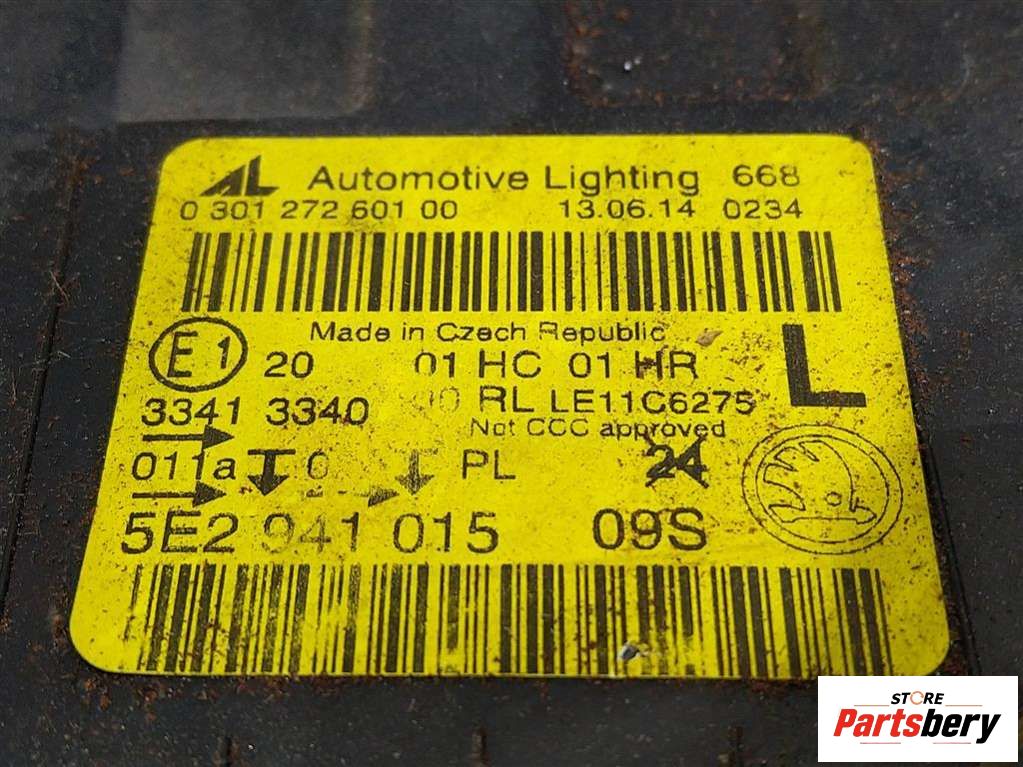 AL Automotive Lighting 668
0 301 272 601 00 13.06.14 0234
Made in Czech Republic
E1 20 01 HC 01 HR L
3341 3340 RL LE11C6275
Not CCC approved
011a PL 24
5E2 941 015 09S
STORE
Partsbery